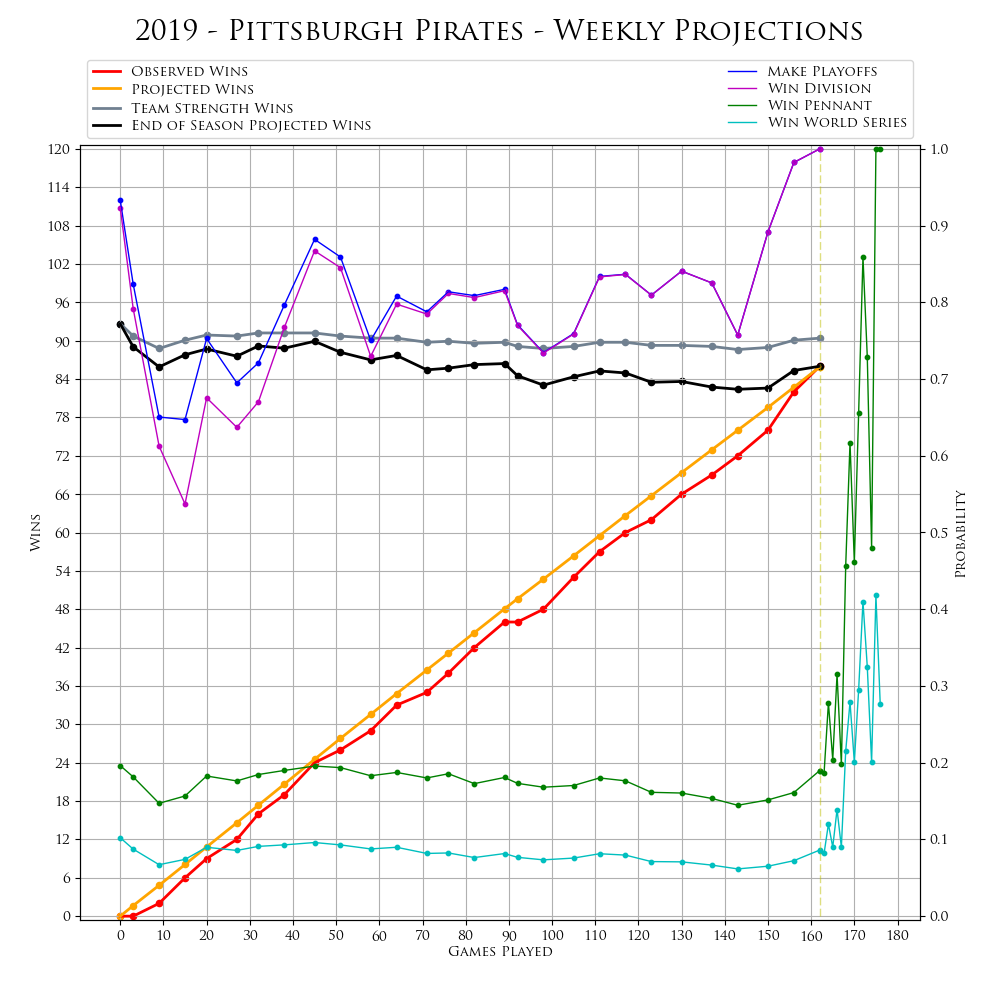 2019 - Pittsburgh Pirates - Weekly Projections
Observed Wins
Projected Wins
Team Strength Wins
End of Season Projected Wins
Make Playoffs
Win Division
Win Pennant
Win World Series
120
114
108
102
96
90
84
78
72
66
60
54
48
42
36
30
24
18
12
6
0
Wins
1.0
0.9
0.8
0.7
0.6
0.5
0.4
0.3
0.2
0.1
0.0
Probability
0 10 20 30 40 50 60 70 80 90 100 110 120 130 140 150 160 170 180
Games Played